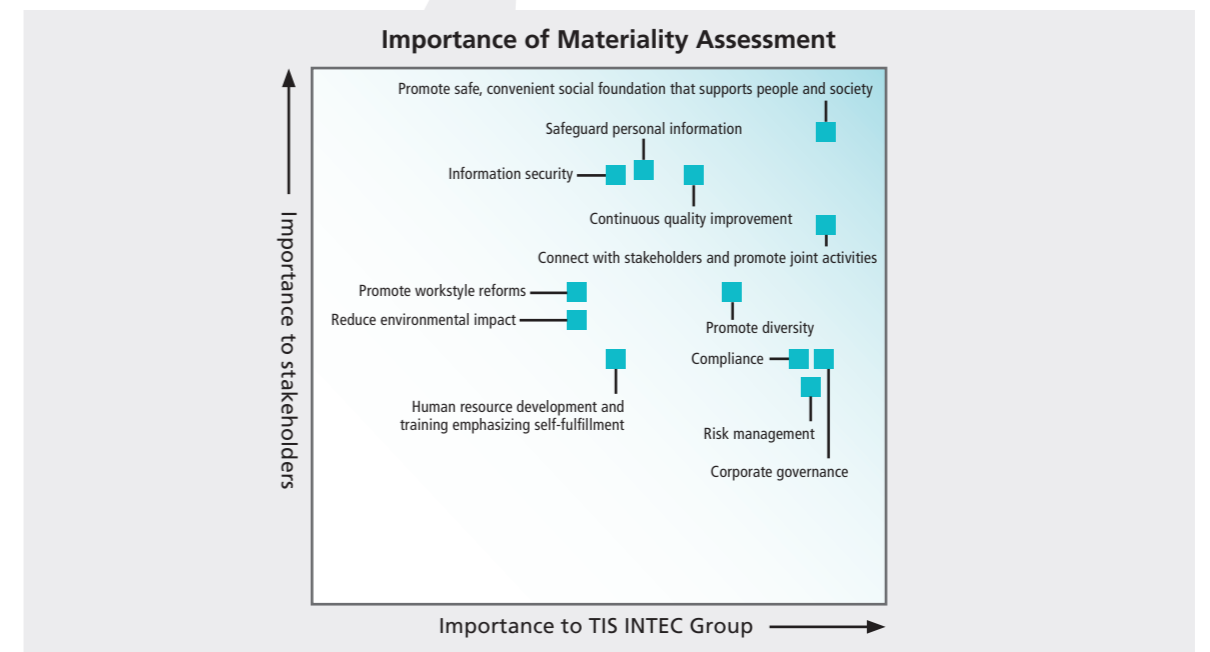 Importance of Materiality Assessment
Importance to stakeholders
Promote safe, convenient social foundation that supports people and society
Safeguard personal information
Information security
Continuous quality improvement
Connect with stakeholders and promote joint activities
Promote workstyle reforms
Reduce environmental impact
Promote diversity
Compliance
Human resource development and
training emphasizing self-fulfillment
Risk management
Corporate governance
Importance to TIS INTEC Group